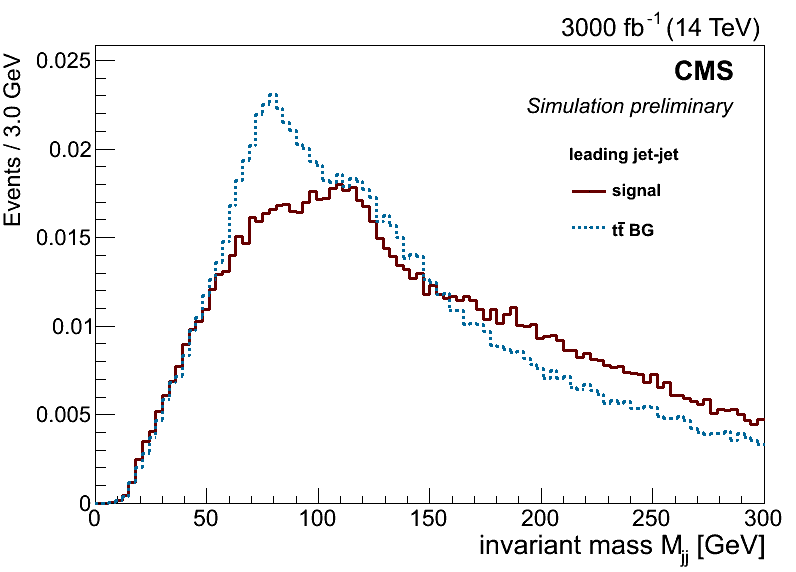 3000 fb⁻¹ (14 TeV)
CMS
Simulation preliminary
leading jet-jet
signal
tt̄ BG
Events / 3.0 GeV
0.025
0.02
0.015
0.01
0.005
0
0 50 100 150 200 250 300
invariant mass Mjj [GeV]